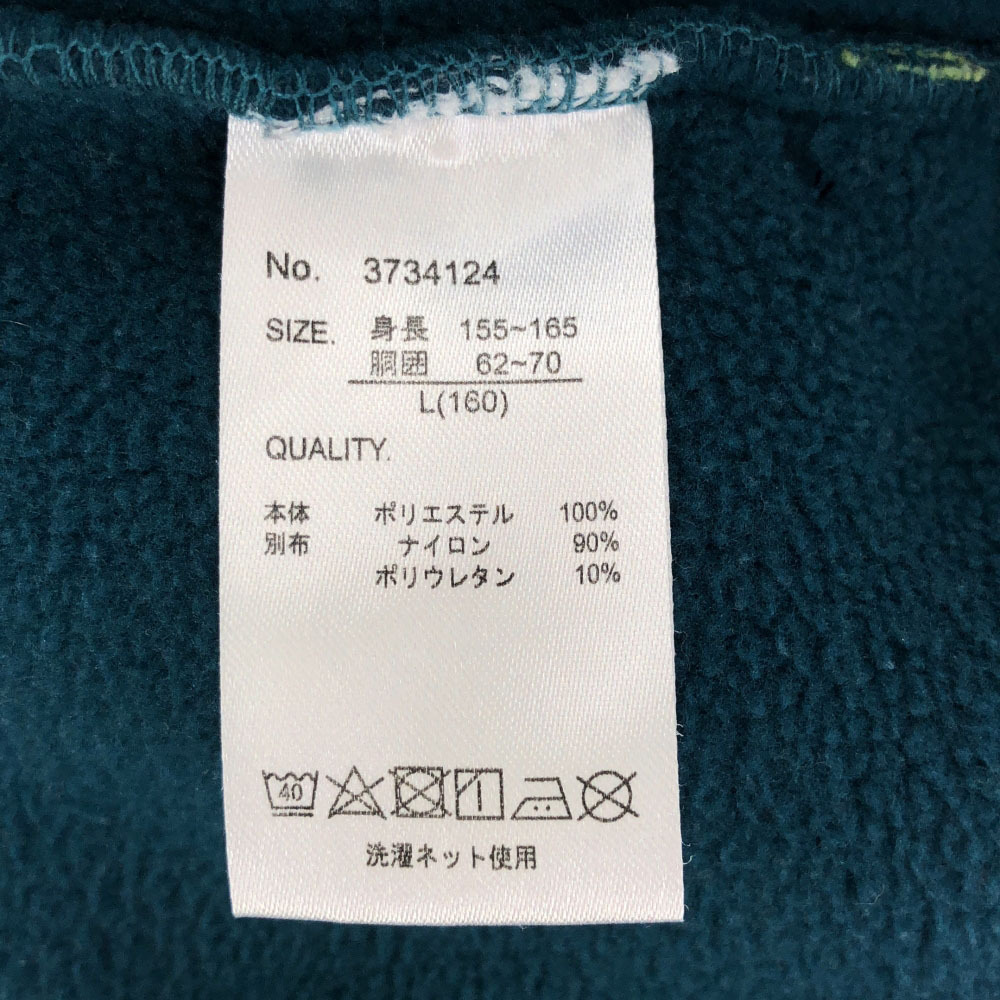 No. 3734124
SIZE. 身長 155~165
胴囲 62~70
L(160)
QUALITY.
本体 ポリエステル 100%
別布 ナイロン 90%
ポリウレタン 10%
40
洗濯ネット使用